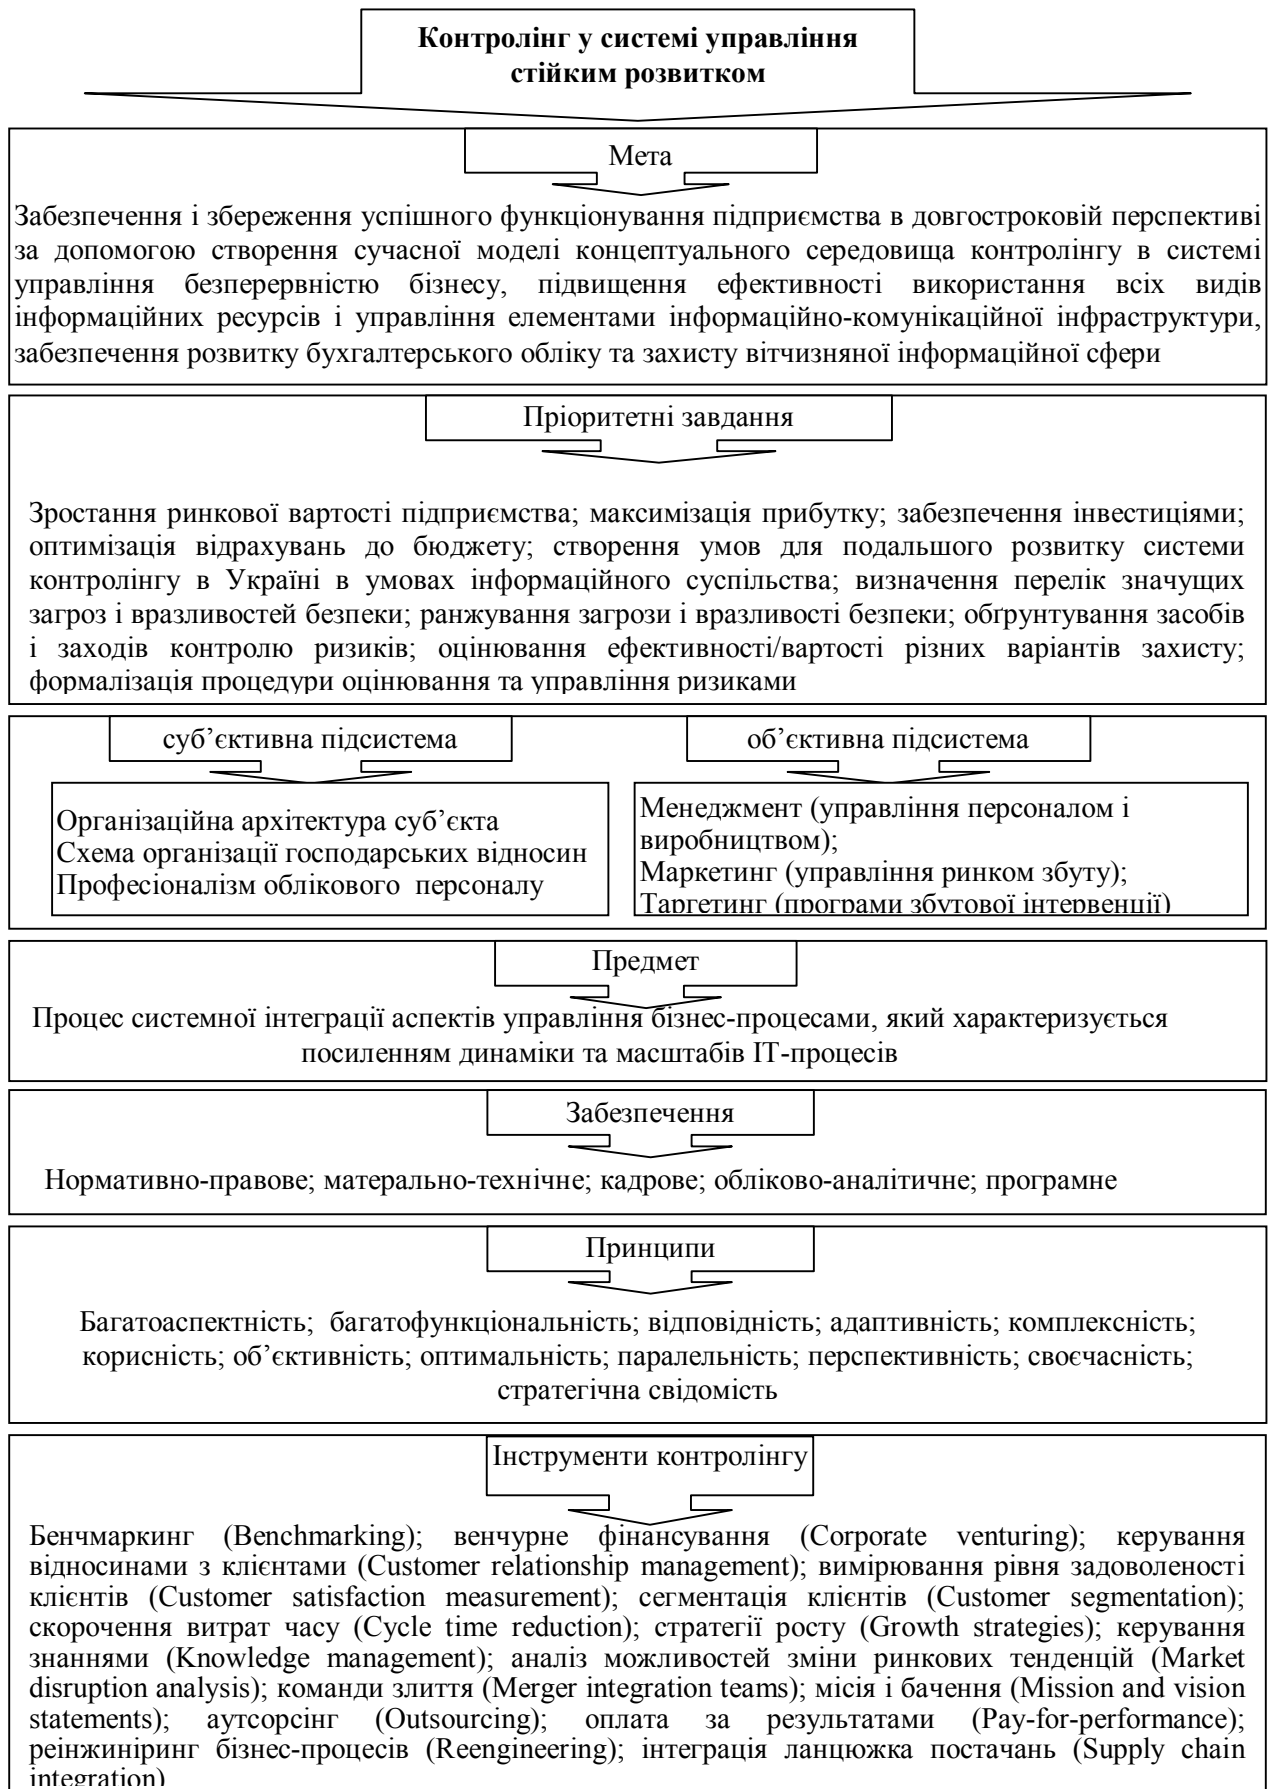 Контролінг у системі управління
стійким розвитком
Мета
Забезпечення і збереження успішного функціонування підприємства в довгостроковій перспективі
за допомогою створення сучасної моделі концептуального середовища контролінгу в системі
управління безперервністю бізнесу, підвищення ефективності використання всіх видів
інформаційних ресурсів і управління елементами інформаційно-комунікаційної інфраструктури,
забезпечення розвитку бухгалтерського обліку та захисту вітчизняної інформаційної сфери
Пріоритетні завдання
Зростання ринкової вартості підприємства; максимізація прибутку; забезпечення інвестиціями;
оптимізація відрахувань до бюджету; створення умов для подальшого розвитку системи
контролінгу в Україні в умовах інформаційного суспільства; визначення перелік значущих
загроз і вразливостей безпеки; ранжування загрози і вразливості безпеки; обґрунтування засобів
і заходів контролю ризиків; оцінювання ефективності/вартості різних варіантів захисту;
формалізація процедури оцінювання та управління ризиками
суб’єктивна підсистема
Організаційна архітектура суб’єкта
Схема організації господарських відносин
Професіоналізм облікового персоналу
об’єктивна підсистема
Менеджмент (управління персоналом і
виробництвом);
Маркетинг (управління ринком збуту);
Таргетинг (програми збутової інтервенції)
Предмет
Процес системної інтеграції аспектів управління бізнес-процесами, який характеризується
посиленням динаміки та масштабів ІТ-процесів
Забезпечення
Нормативно-правове; матерально-технічне; кадрове; обліково-аналітичне; програмне
Принципи
Багатоаспектність; багатофункціональність; відповідність; адаптивність; комплексність;
корисність; об’єктивність; оптимальність; паралельність; перспективність; своєчасність;
стратегічна свідомість
Інструменти контролінгу
Бенчмаркинг (Benchmarking); венчурне фінансування (Corporate venturing); керування
відносинами з клієнтами (Customer relationship management); вимірювання рівня задоволеності
клієнтів (Customer satisfaction measurement); сегментація клієнтів (Customer segmentation);
скорочення витрат часу (Cycle time reduction); стратегії росту (Growth strategies); керування
знаннями (Knowledge management); аналіз можливостей зміни ринкових тенденцій (Market
disruption analysis); команди злиття (Merger integration teams); місія і бачення (Mission and vision
statements); аутсорсінг (Outsourcing); оплата за результатами (Pay-for-performance);
реінжиніринг бізнес-процесів (Reengineering); інтеграція ланцюжка постачань (Supply chain
integration)